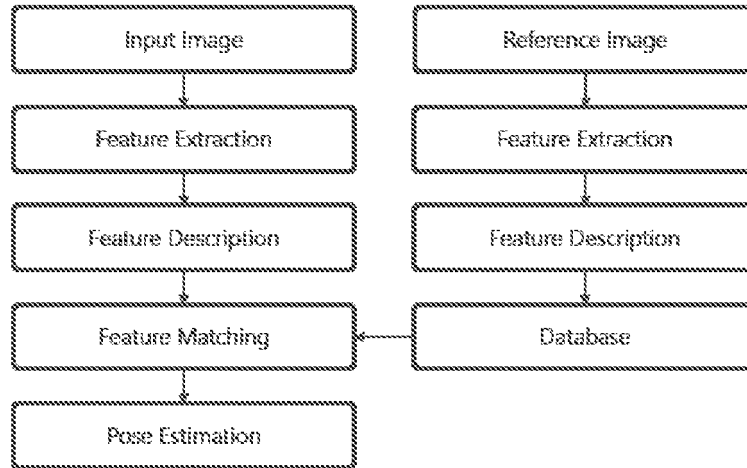 Input Image
Reference Image
Feature Extraction
Feature Extraction
Feature Description
Feature Description
Feature Matching
Database
Pose Estimation